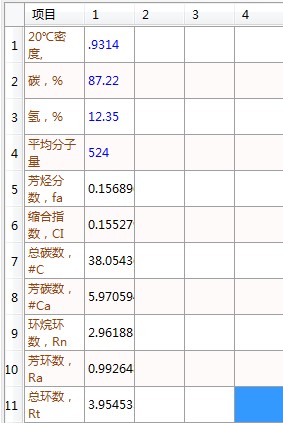 项目 1 2 3 4
1 20℃密
度, .9314
2 碳，% 87.22
3 氢，% 12.35
4 平均分子
量 524
5 芳烃分
数，fa 0.15689
6 缩合指
数，CI 0.15527
7 总碳数，
#C 38.0543
8 芳碳数，
#Ca 5.97059
9 环烷环
数，Rn 2.96188
10 芳环数，
Ra 0.99264
11 总环数，
Rt 3.95453